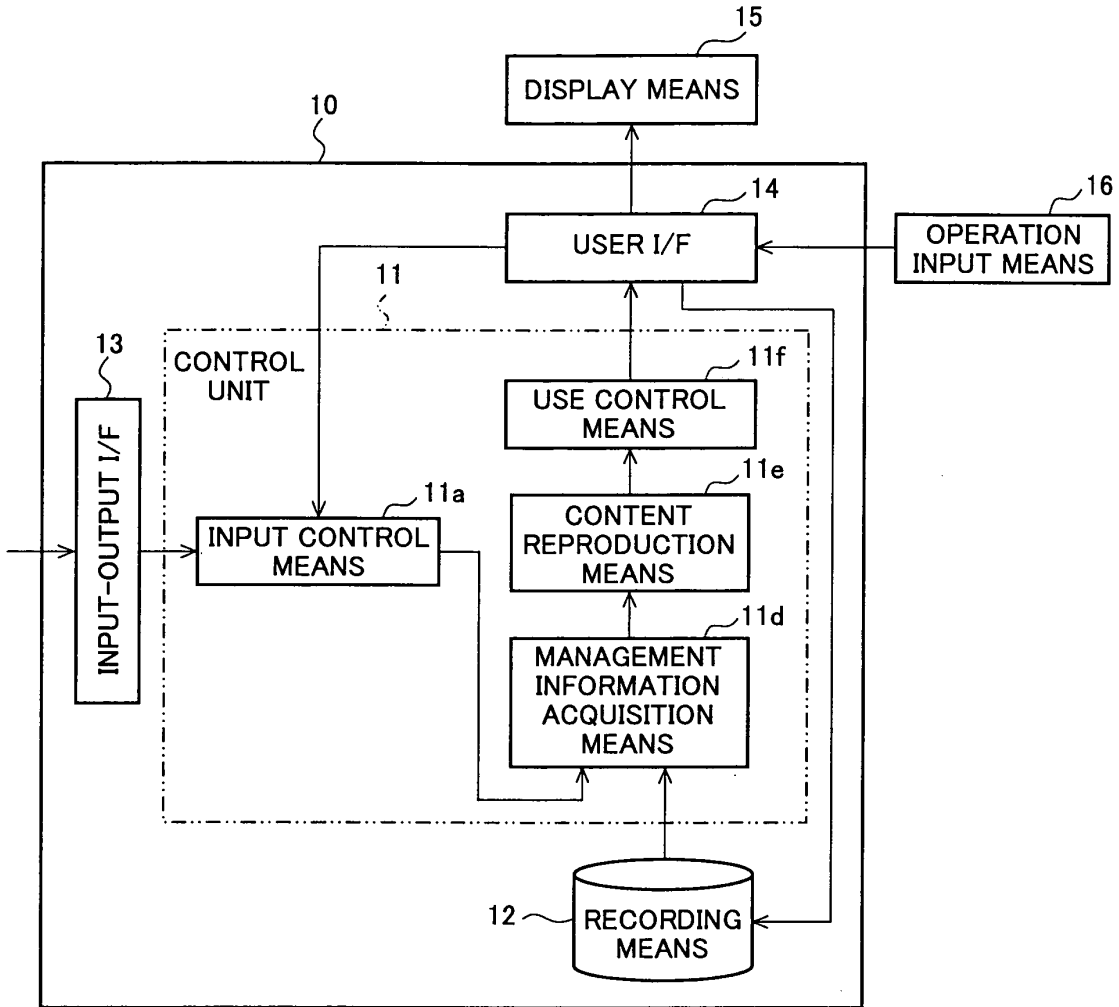 15
DISPLAY MEANS
10
14
USER I/F
16
OPERATION
INPUT MEANS
11
13
INPUT-OUTPUT I/F
CONTROL
UNIT
11f
USE CONTROL
MEANS
11e
CONTENT
REPRODUCTION
MEANS
11a
INPUT CONTROL
MEANS
11d
MANAGEMENT
INFORMATION
ACQUISITION
MEANS
12
RECORDING
MEANS